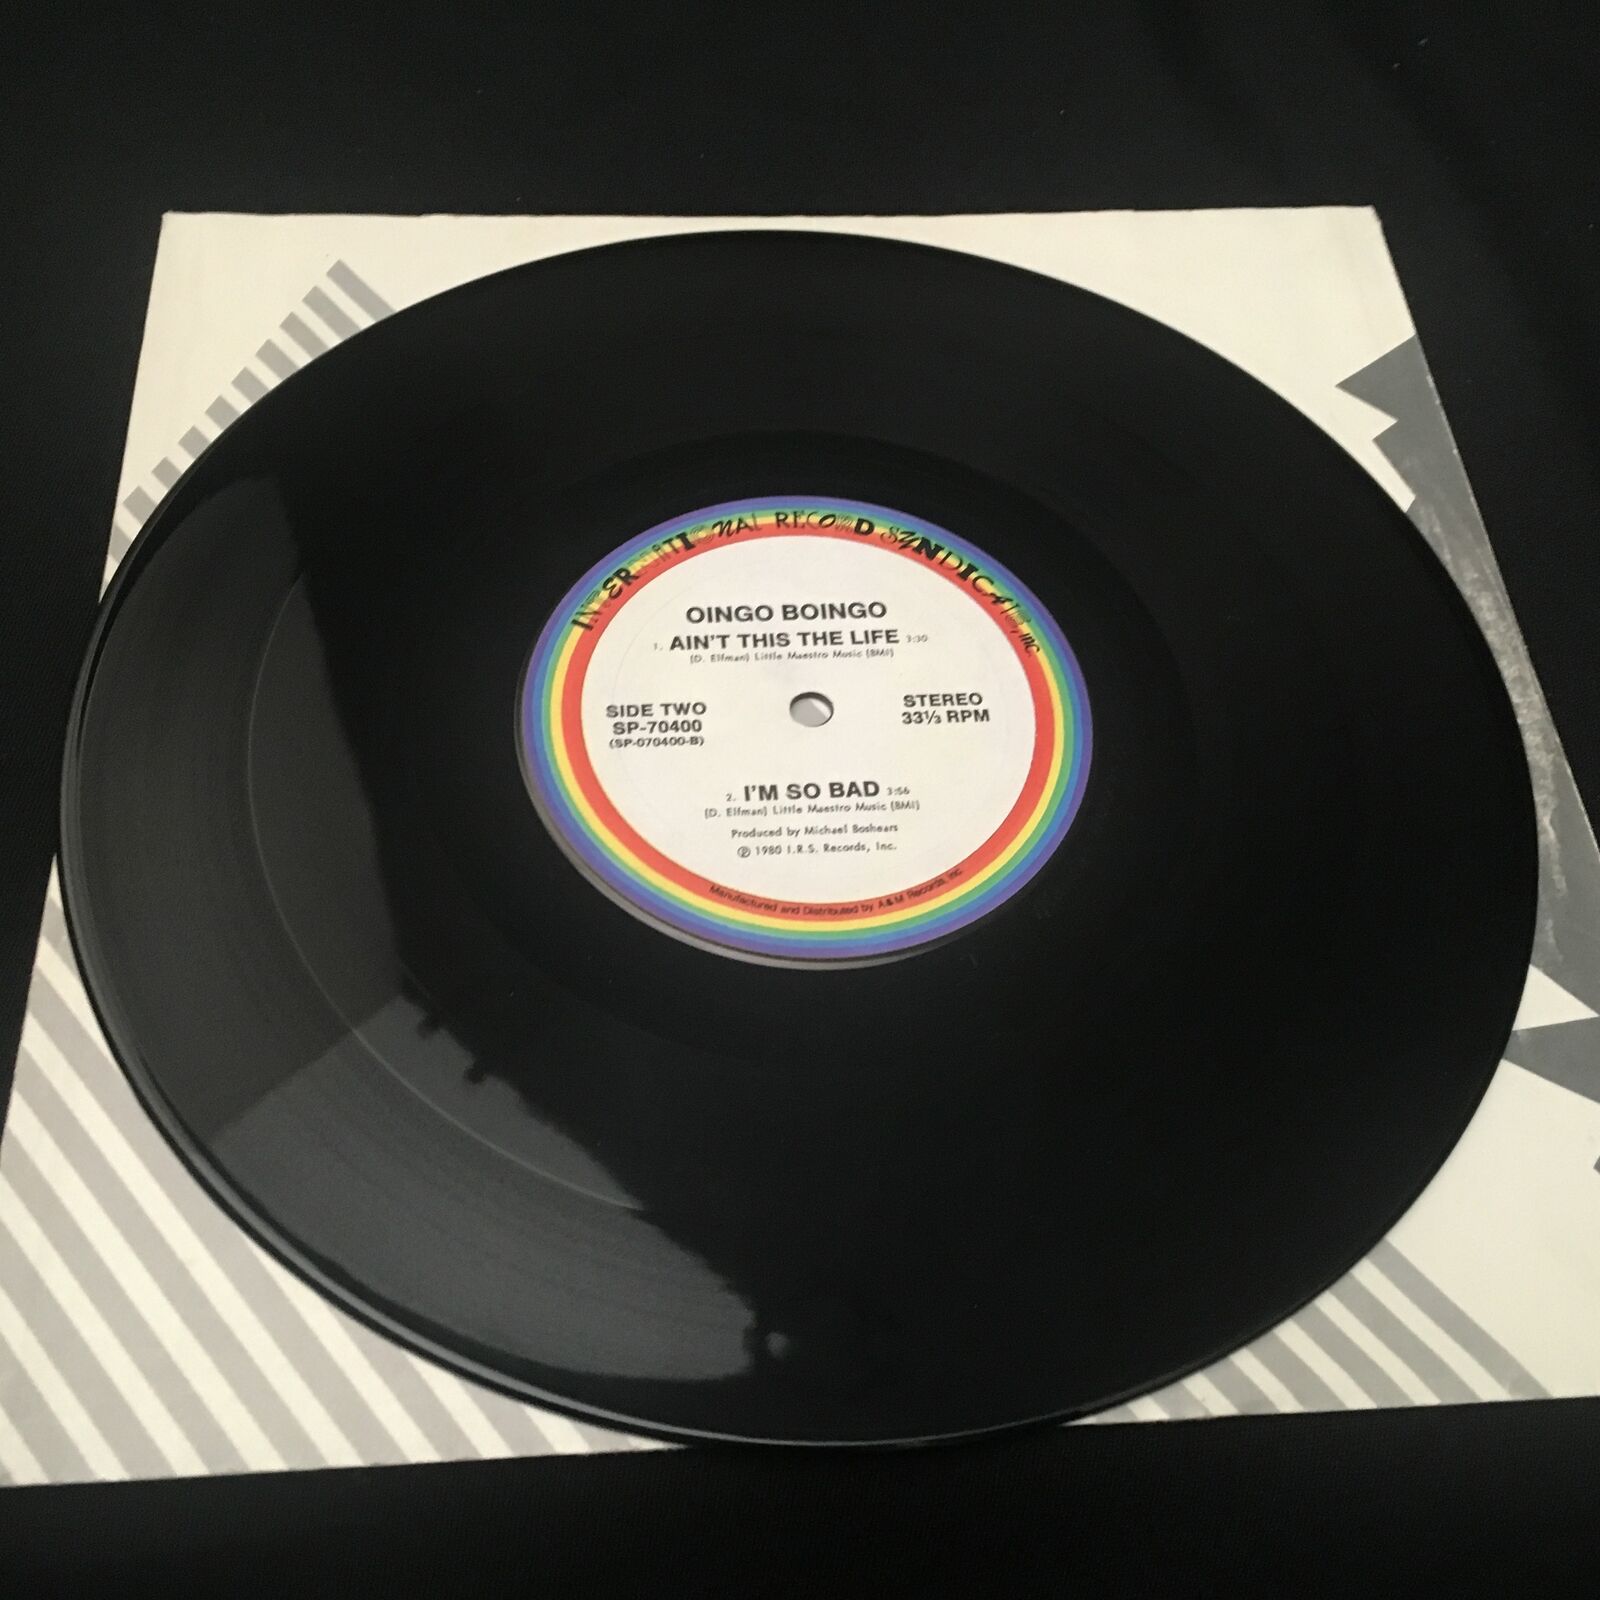 INTERNATIONAL RECORD SYNDICATE, INC.
OINGO BOINGO
1. AIN'T THIS THE LIFE 3:30
(D. Elfman) Little Maestro Music (BMI)
SIDE TWO
SP-70400
(SP-070400-B)
STEREO
33⅓ RPM
2. I'M SO BAD 3:56
(D. Elfman) Little Maestro Music (BMI)
Produced by Michael Boshears
℗ 1980 I.R.S. Records, Inc.
Manufactured and Distributed by A&M Records, Inc.